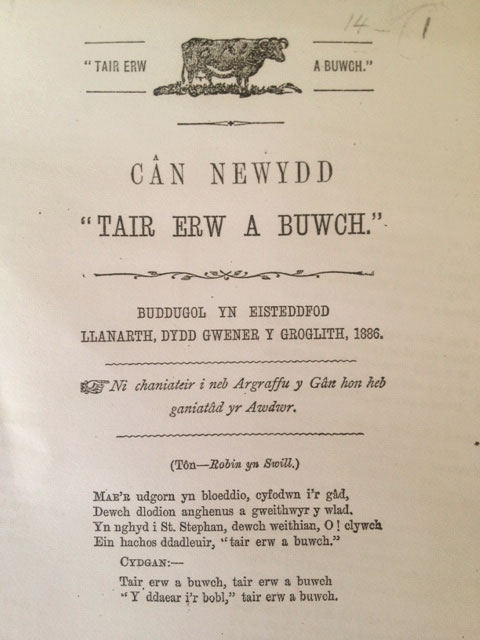 14 — 1
"TAIR ERW A BUWCH."
CÂN NEWYDD
"TAIR ERW A BUWCH."
BUDDUGOL YN EISTEDDFOD
LLANARTH, DYDD GWENER Y GROGLITH, 1886.
Ni chaniateir i neb Argraffu y Gân hon heb
ganiatâd yr Awdwr.
(Tôn—Robin yn Swill.)
MAE'R udgorn yn bloeddio, cyfodwn i'r gâd,
Dewch dlodion anghenus a gweithwyr y wlad.
Yn nghyd i St. Stephan, dewch weithian, O! clywch
Ein hachos ddadleuir, "tair erw a buwch."
CYDGAN:—
Tair erw a buwch, tair erw a buwch
"Y ddaear i'r bobl," tair erw a buwch.